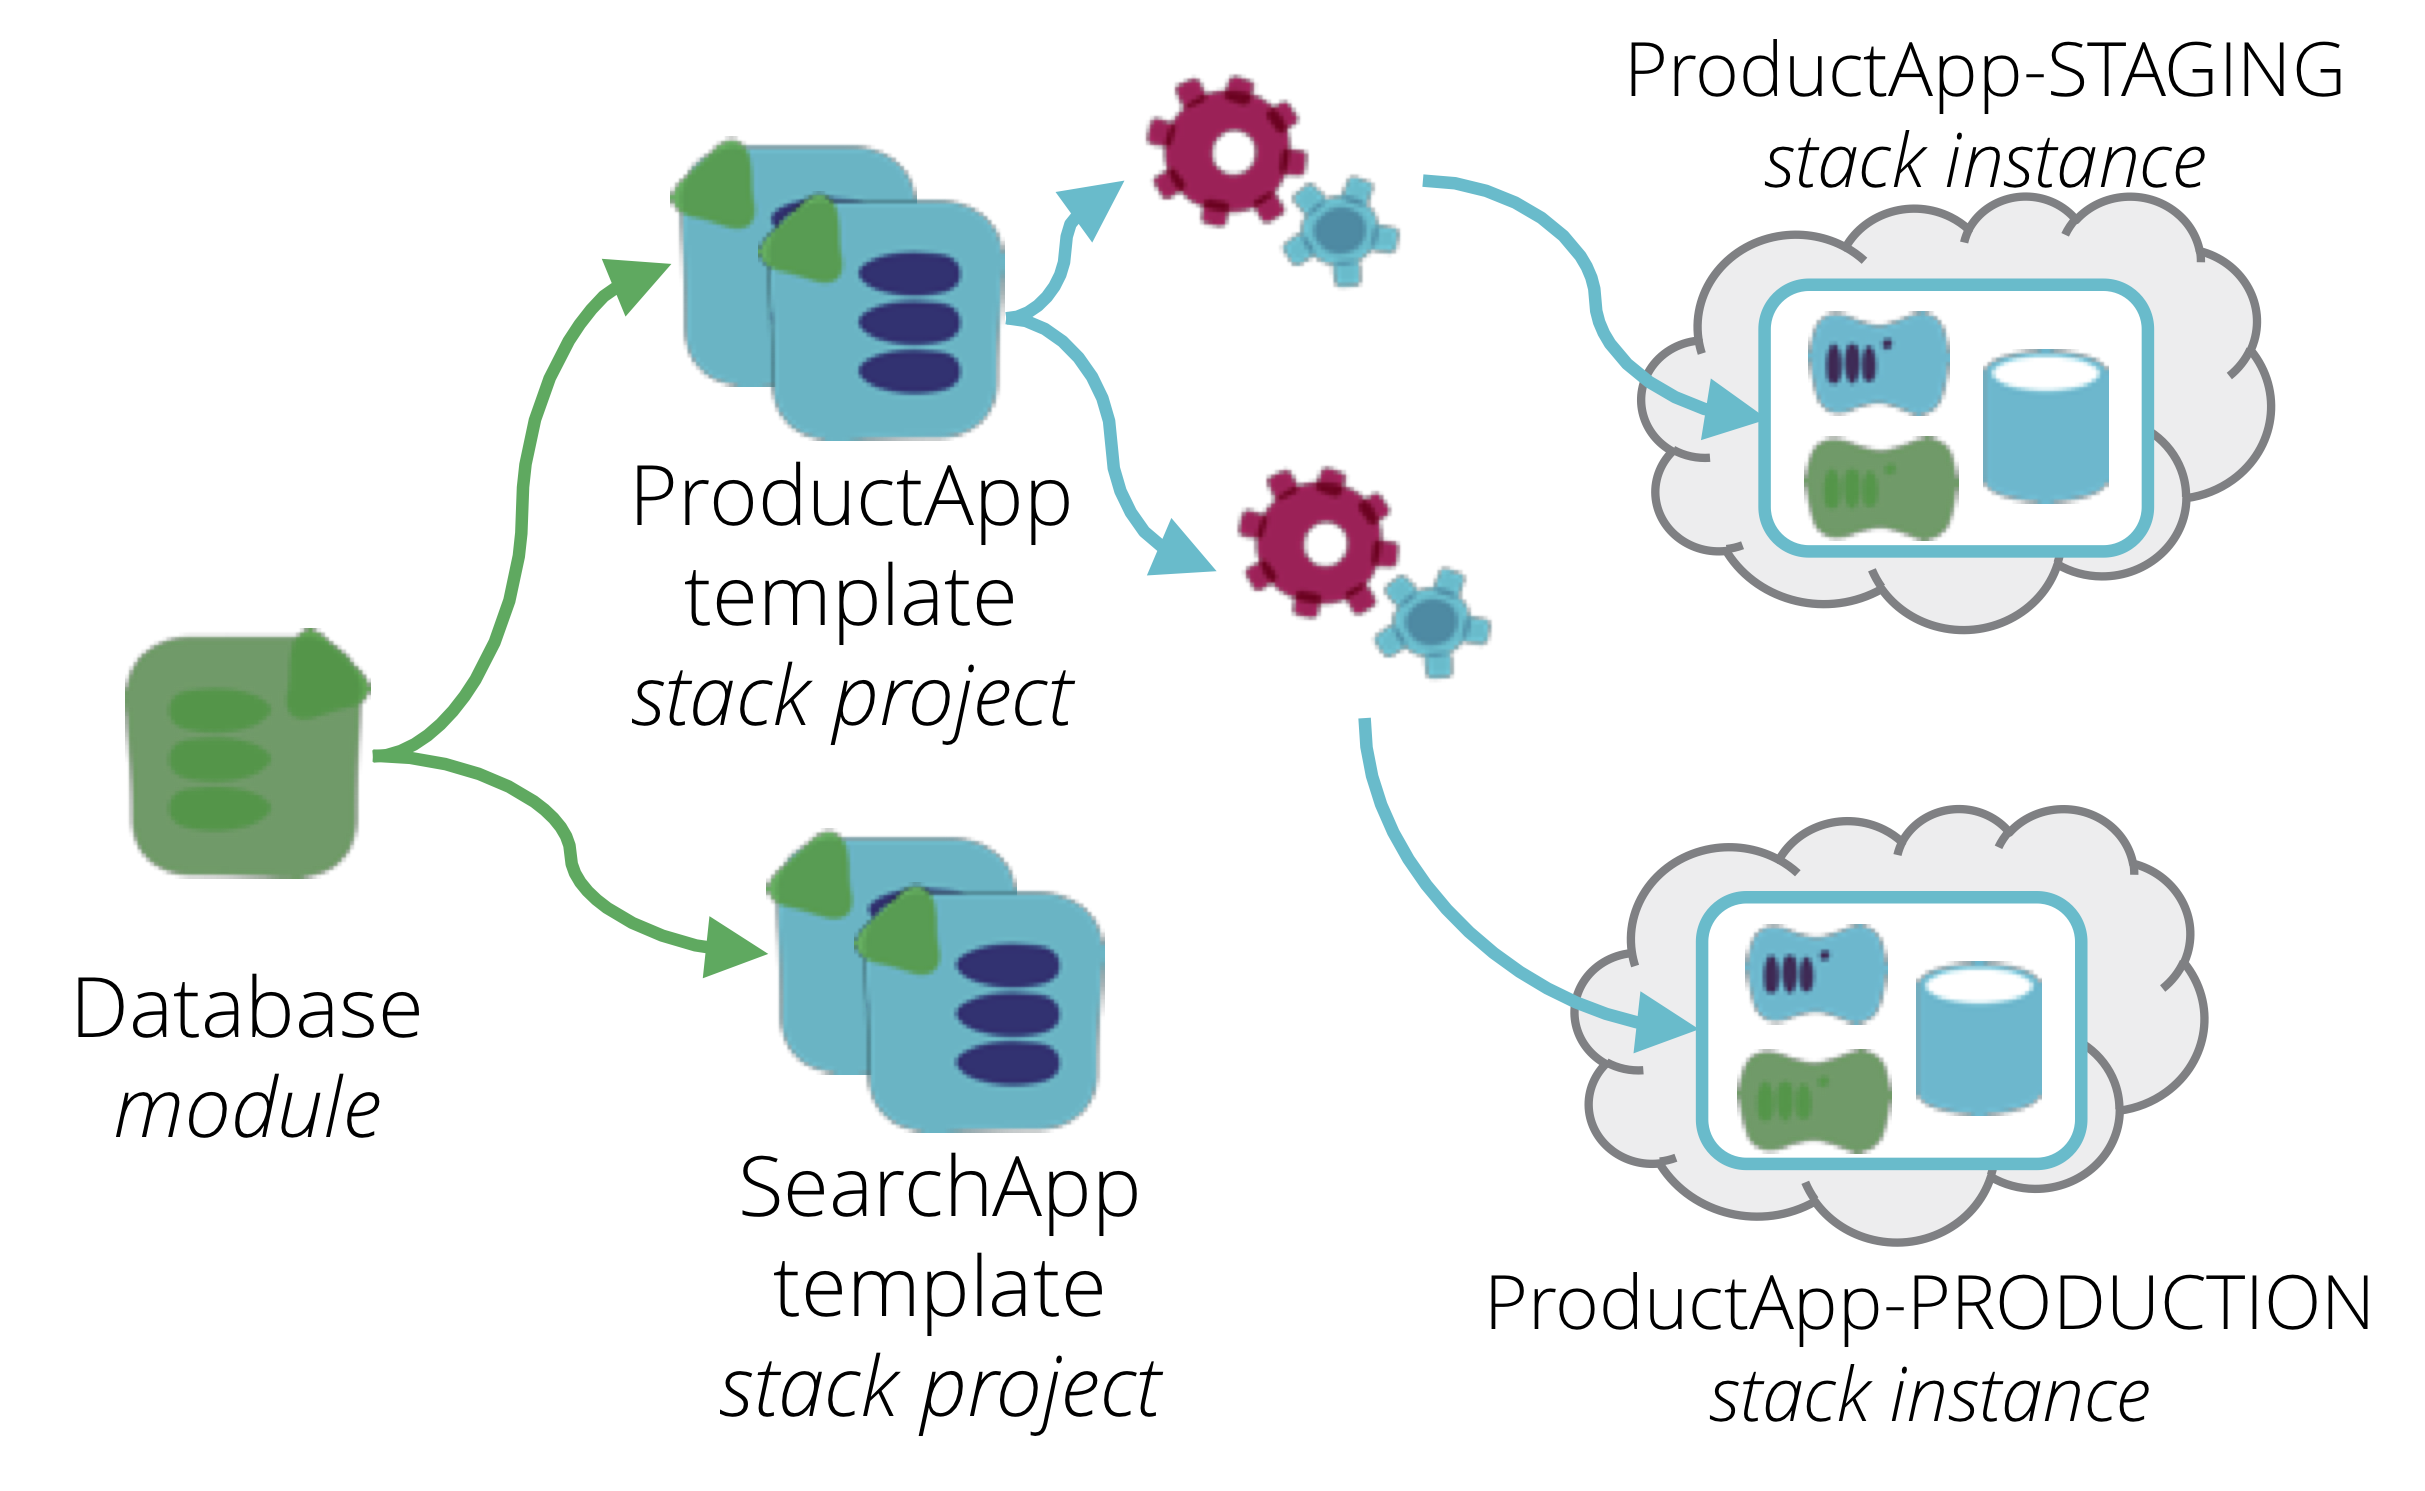 ProductApp-STAGING
stack instance
ProductApp
template
stack project
Database
module
SearchApp
template
stack project
ProductApp-PRODUCTION
stack instance